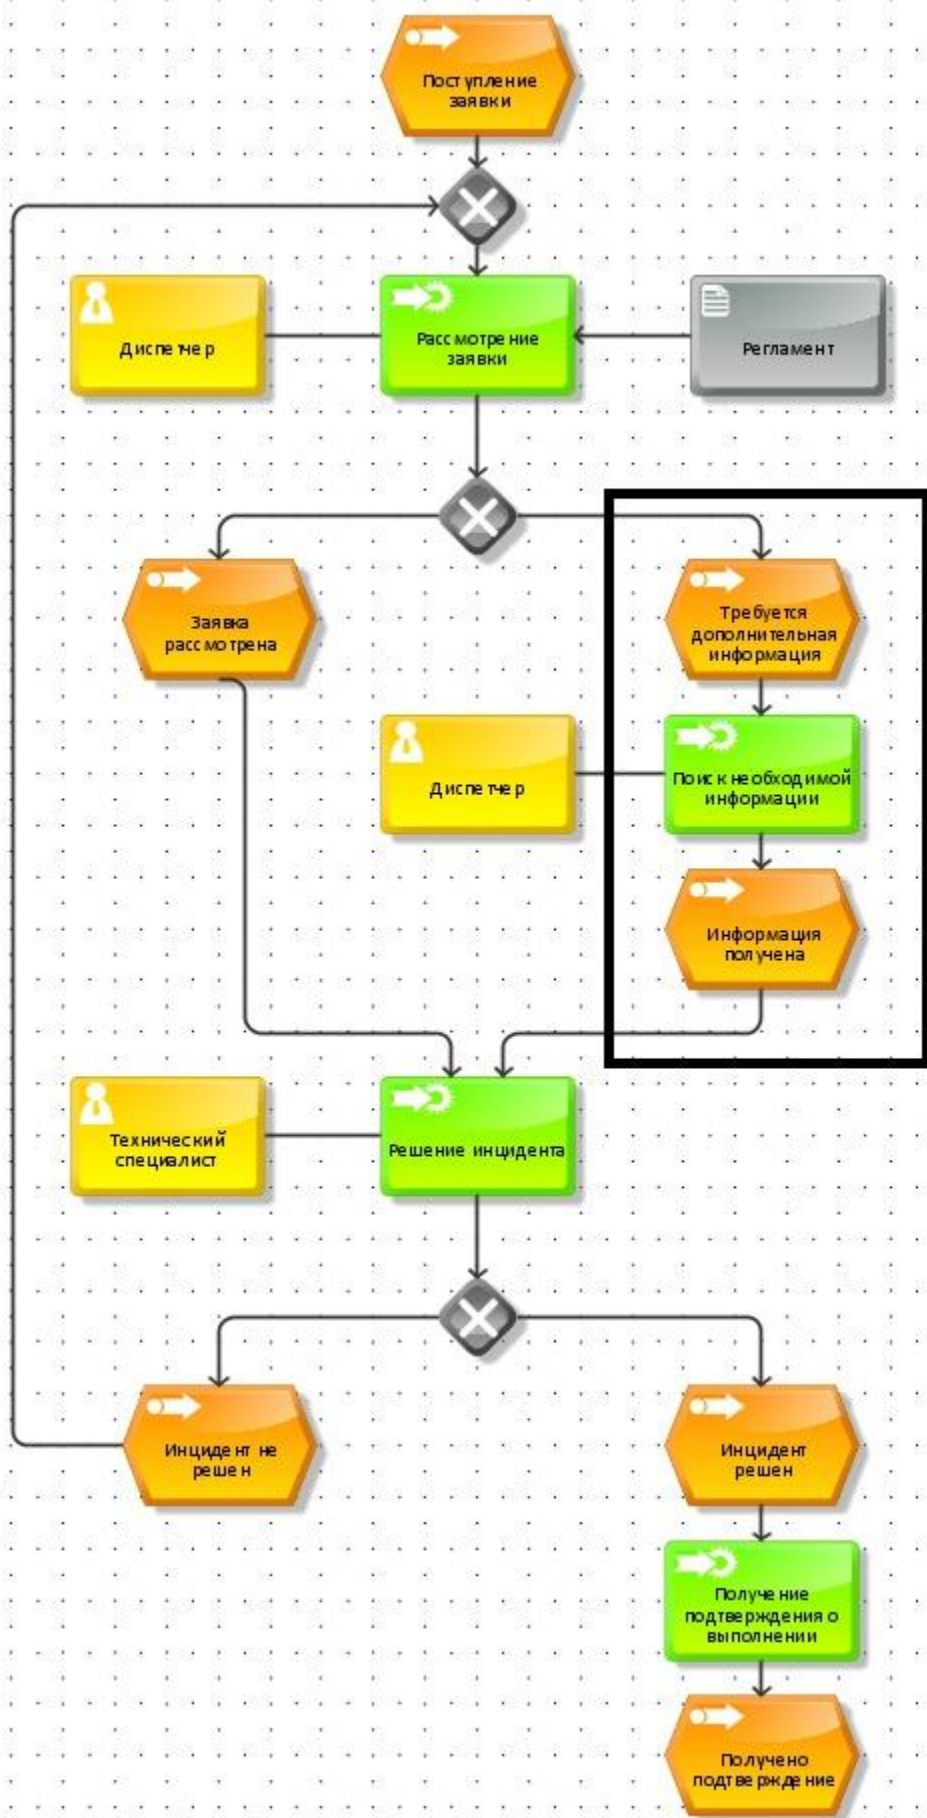 Поступление
заявки
Диспетчер
Рассмотрение
заявки
Регламент
Заявка
рассмотрена
Требуется
дополнительная
информация
Диспетчер
Поиск необходимой
информации
Информация
получена
Технический
специалист
Решение инцидента
Инцидент не
решен
Инцидент
решен
Получение
подтверждения о
выполнении
Получено
подтверждение